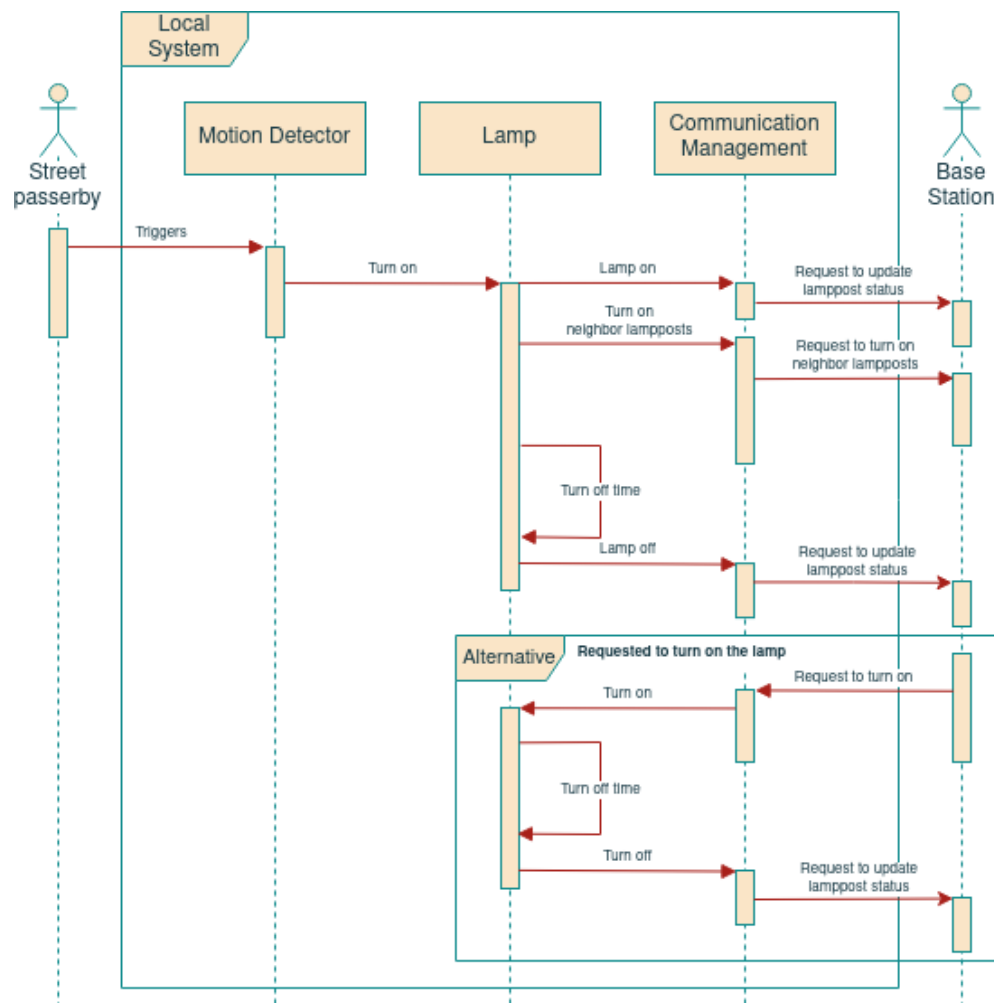 Local
System
Motion Detector
Lamp
Communication
Management
Street
passerby
Base
Station
Triggers
Turn on
Lamp on
Request to update
lamppost status
Turn on
neighbor lampposts
Request to turn on
neighbor lampposts
Turn off time
Lamp off
Request to update
lamppost status
Alternative
Requested to turn on the lamp
Request to turn on
Turn on
Turn off time
Turn off
Request to update
lamppost status